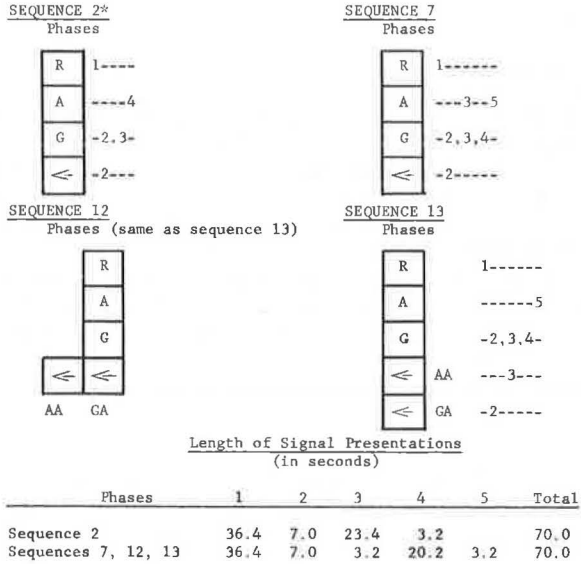 SEQUENCE 2*
Phases
R 1----
A ----4
G -2,3-
<- -2---
SEQUENCE 7
Phases
R 1------
A ---3--5
G -2,3,4-
<- -2-----
SEQUENCE 12
Phases (same as sequence 13)
R
A
G
<- <-
AA GA
SEQUENCE 13
Phases
R 1------
A ------5
G -2,3,4-
<- AA ---3---
<- GA -2-----
Length of Signal Presentations
(in seconds)
Phases 1 2 3 4 5 Total
Sequence 2 36.4 7.0 23.4 3.2 70.0
Sequences 7, 12, 13 36.4 7.0 3.2 20.2 3.2 70.0